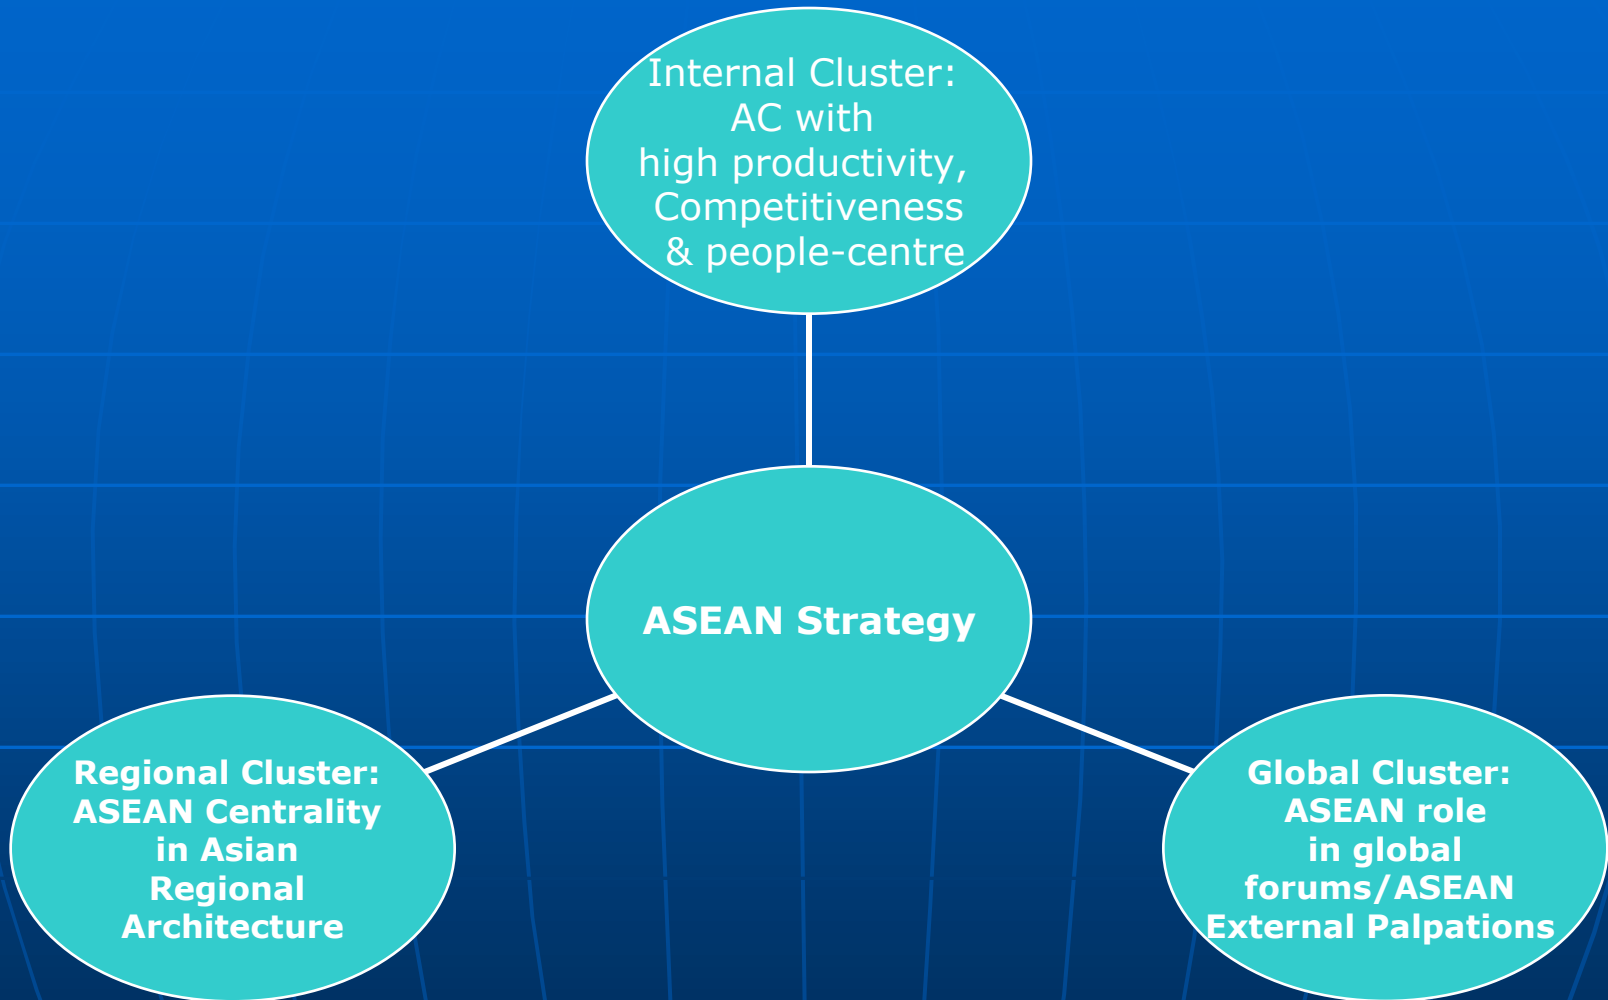 Internal Cluster:
AC with
high productivity,
Competitiveness
& people-centre
ASEAN Strategy
Regional Cluster:
ASEAN Centrality
in Asian
Regional
Architecture
Global Cluster:
ASEAN role
in global
forums/ASEAN
External Palpations